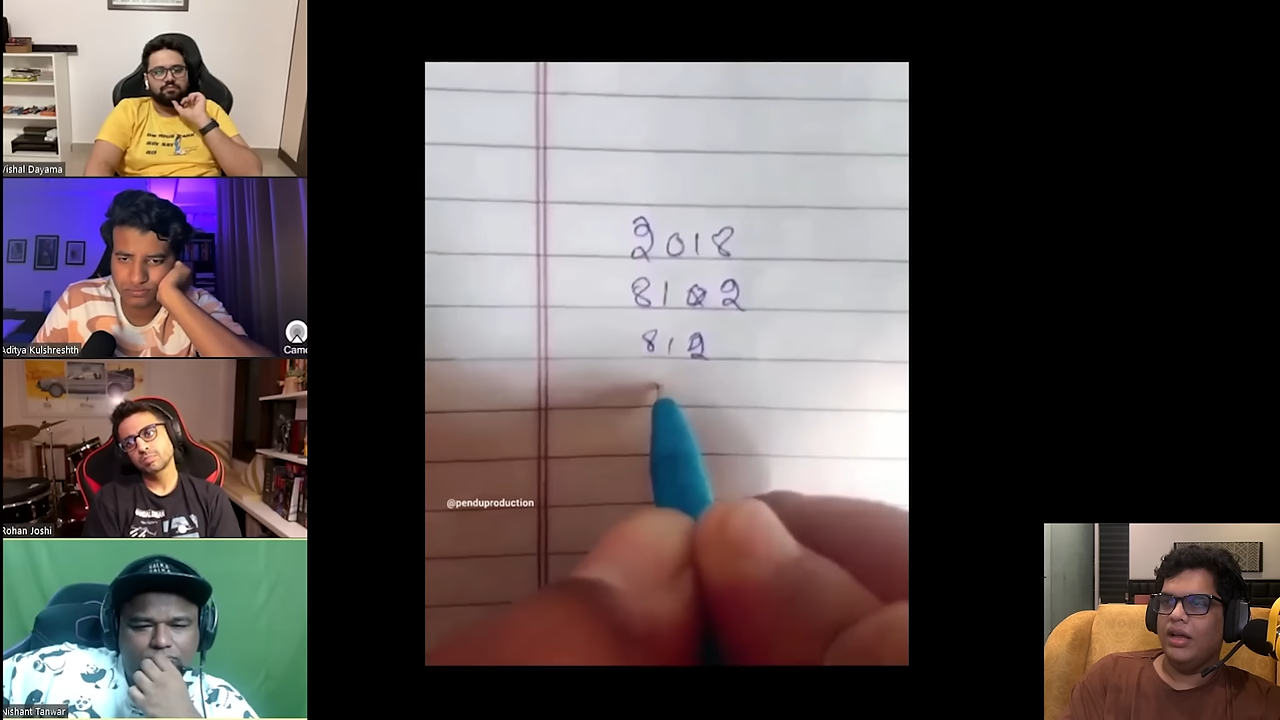 Vishal Dayama
Aditya Kulshreshth
Rohan Joshi
Nishant Tanwar
2018
8102
812
@penduproduction